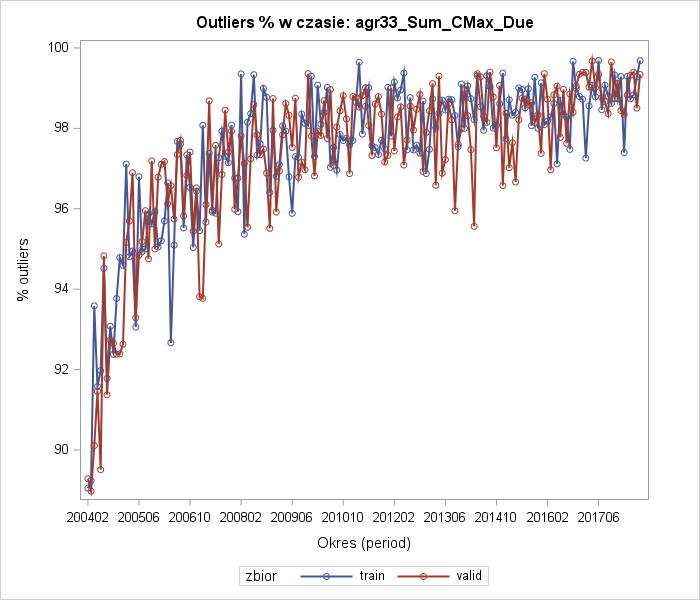 Outliers % w czasie: agr33_Sum_CMax_Due
% outliers
100
98
96
94
92
90
200402 200506 200610 200802 200906 201010 201202 201306 201410 201602 201706
Okres (period)
zbior train valid